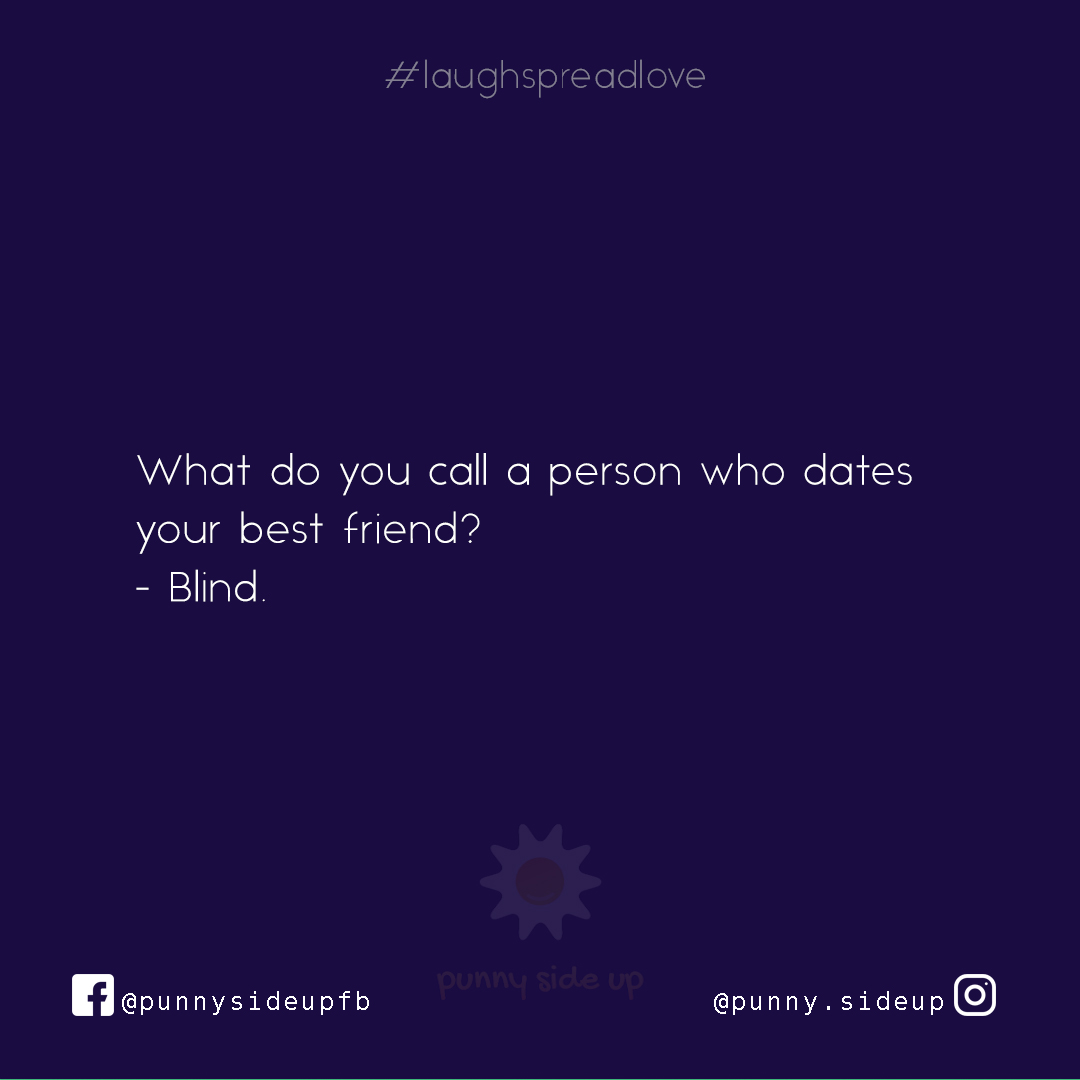 #laughspreadlove
What do you call a person who dates
your best friend?
- Blind.
punny side up
@punnysideupfb
@punny.sideup